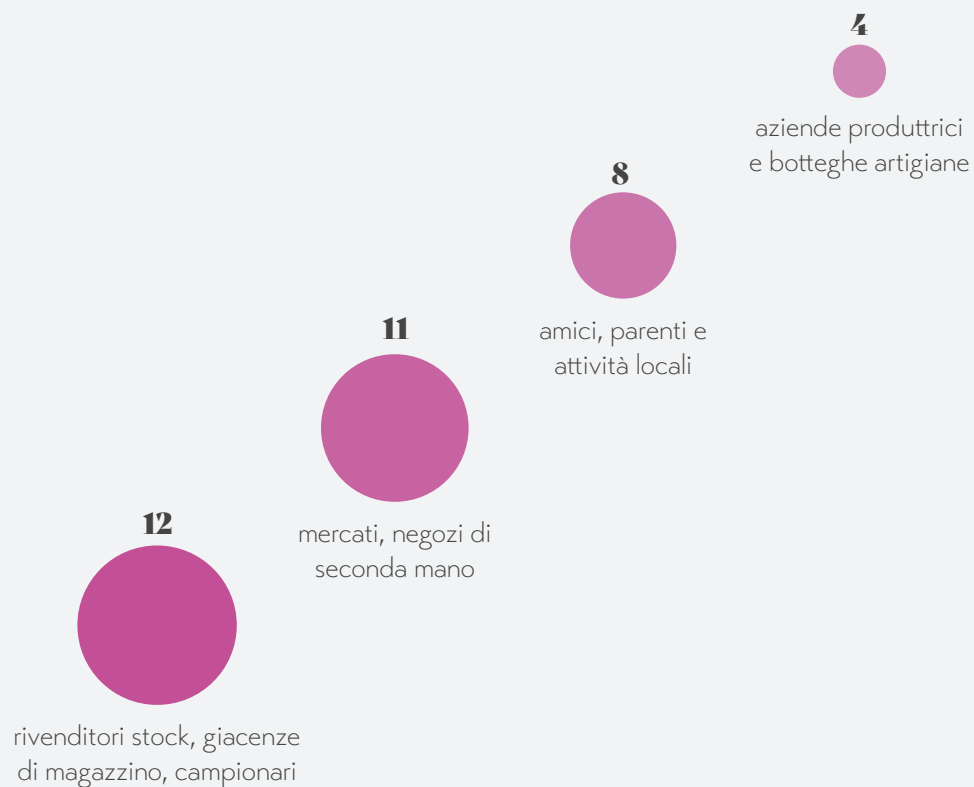 4
aziende produttrici
e botteghe artigiane
8
amici, parenti e
attività locali
11
mercati, negozi di
seconda mano
12
rivenditori stock, giacenze
di magazzino, campionari